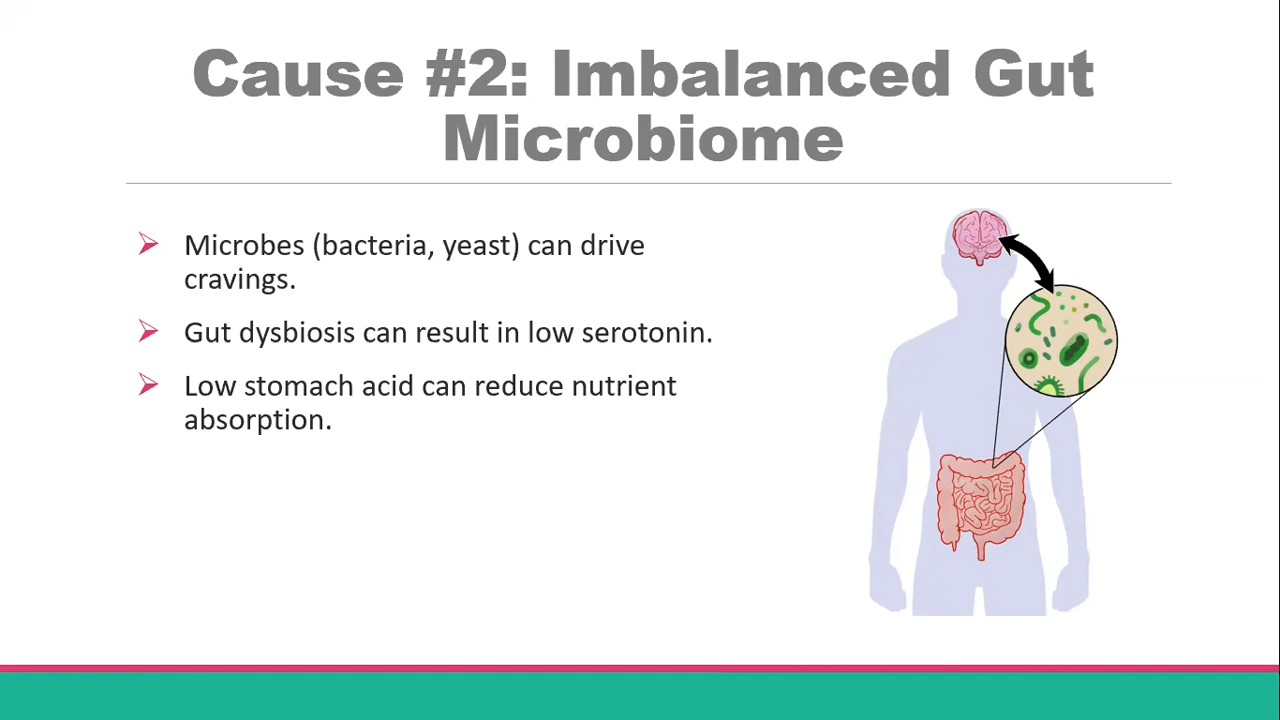 Cause #2: Imbalanced Gut
Microbiome
Microbes (bacteria, yeast) can drive
cravings.
Gut dysbiosis can result in low serotonin.
Low stomach acid can reduce nutrient
absorption.